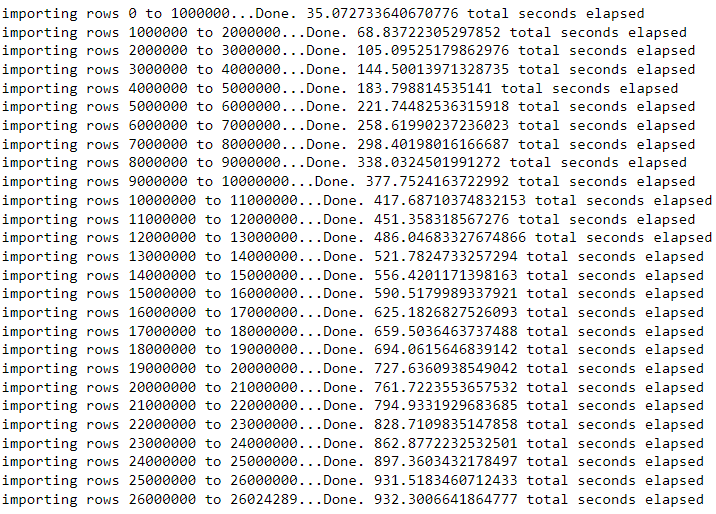 importing rows 0 to 1000000...Done. 35.072733640670776 total seconds elapsed
importing rows 1000000 to 2000000...Done. 68.83722305297852 total seconds elapsed
importing rows 2000000 to 3000000...Done. 105.09525179862976 total seconds elapsed
importing rows 3000000 to 4000000...Done. 144.50013971328735 total seconds elapsed
importing rows 4000000 to 5000000...Done. 183.798814535141 total seconds elapsed
importing rows 5000000 to 6000000...Done. 221.74482536315918 total seconds elapsed
importing rows 6000000 to 7000000...Done. 258.61990237236023 total seconds elapsed
importing rows 7000000 to 8000000...Done. 298.40198016166687 total seconds elapsed
importing rows 8000000 to 9000000...Done. 338.0324501991272 total seconds elapsed
importing rows 9000000 to 10000000...Done. 377.7524163722992 total seconds elapsed
importing rows 10000000 to 11000000...Done. 417.68710374832153 total seconds elapsed
importing rows 11000000 to 12000000...Done. 451.358318567276 total seconds elapsed
importing rows 12000000 to 13000000...Done. 486.04683327674866 total seconds elapsed
importing rows 13000000 to 14000000...Done. 521.7824733257294 total seconds elapsed
importing rows 14000000 to 15000000...Done. 556.4201171398163 total seconds elapsed
importing rows 15000000 to 16000000...Done. 590.5179989337921 total seconds elapsed
importing rows 16000000 to 17000000...Done. 625.1826827526093 total seconds elapsed
importing rows 17000000 to 18000000...Done. 659.5036463737488 total seconds elapsed
importing rows 18000000 to 19000000...Done. 694.0615646839142 total seconds elapsed
importing rows 19000000 to 20000000...Done. 727.6360938549042 total seconds elapsed
importing rows 20000000 to 21000000...Done. 761.7223553657532 total seconds elapsed
importing rows 21000000 to 22000000...Done. 794.9331929683685 total seconds elapsed
importing rows 22000000 to 23000000...Done. 828.7109835147858 total seconds elapsed
importing rows 23000000 to 24000000...Done. 862.8772232532501 total seconds elapsed
importing rows 24000000 to 25000000...Done. 897.3603432178497 total seconds elapsed
importing rows 25000000 to 26000000...Done. 931.5183460712433 total seconds elapsed
importing rows 26000000 to 26024289...Done. 932.3006641864777 total seconds elapsed